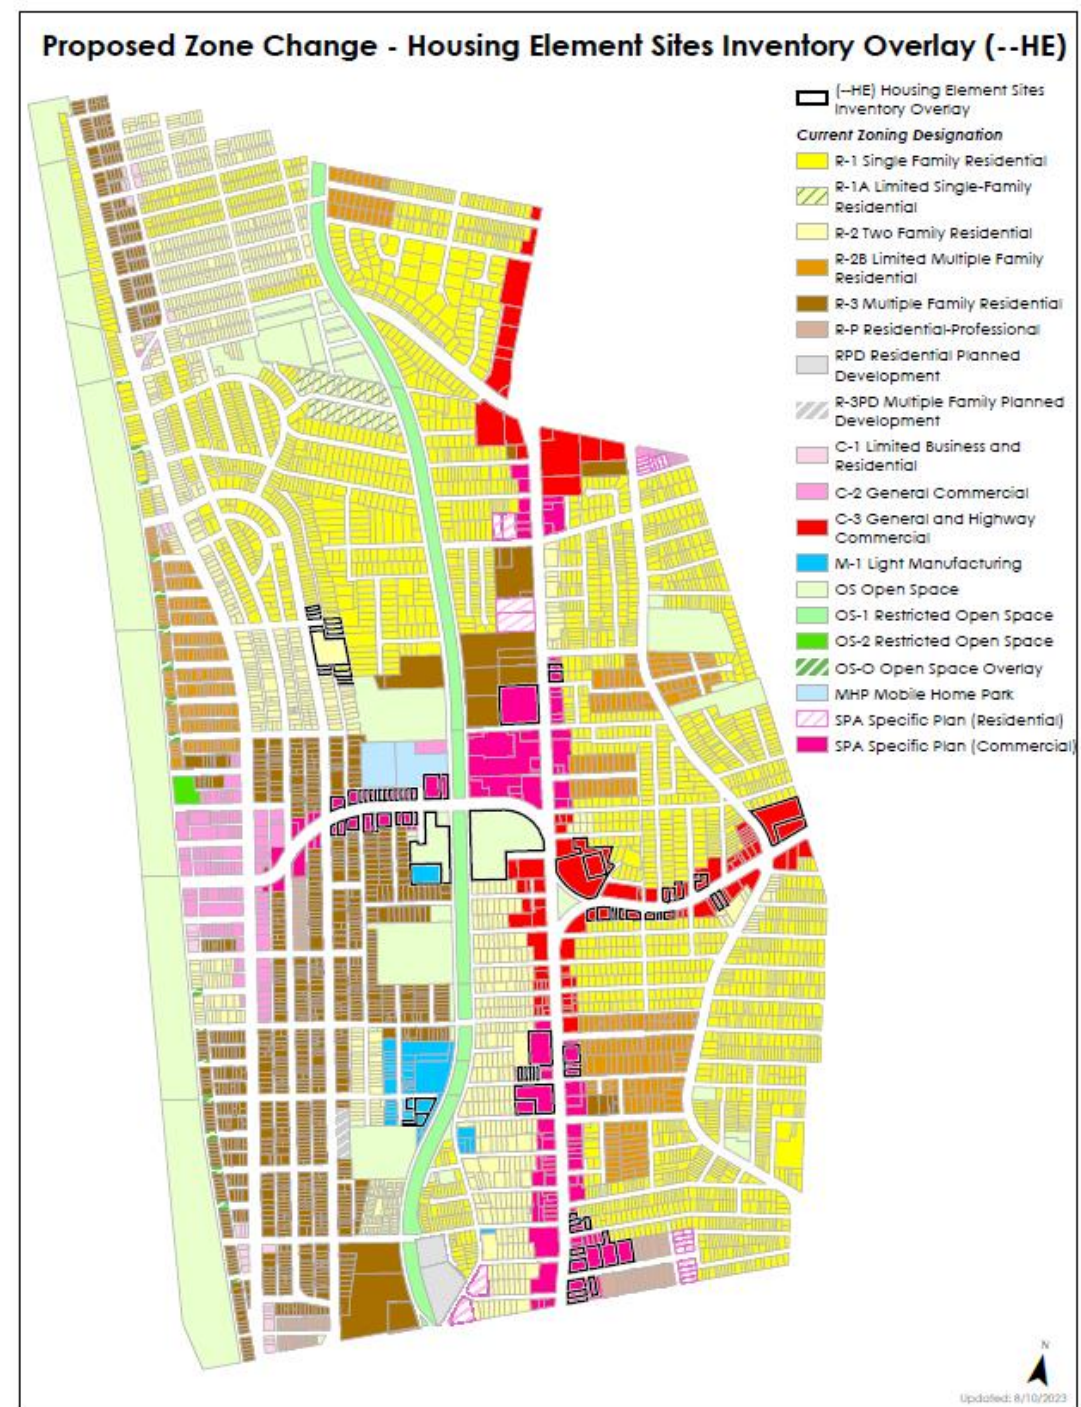 Proposed Zone Change - Housing Element Sites Inventory Overlay (--HE)
(--HE) Housing Element Sites
Inventory Overlay
Current Zoning Designation
R-1 Single Family Residential
R-1A Limited Single-Family
Residential
R-2 Two Family Residential
R-2B Limited Multiple Family
Residential
R-3 Multiple Family Residential
R-P Residential-Professional
RPD Residential Planned
Development
R-3PD Multiple Family Planned
Development
C-1 Limited Business and
Residential
C-2 General Commercial
C-3 General and Highway
Commercial
M-1 Light Manufacturing
OS Open Space
OS-1 Restricted Open Space
OS-2 Restricted Open Space
OS-O Open Space Overlay
MHP Mobile Home Park
SPA Specific Plan (Residential)
SPA Specific Plan (Commercial)
N
Updated: 8/10/2023